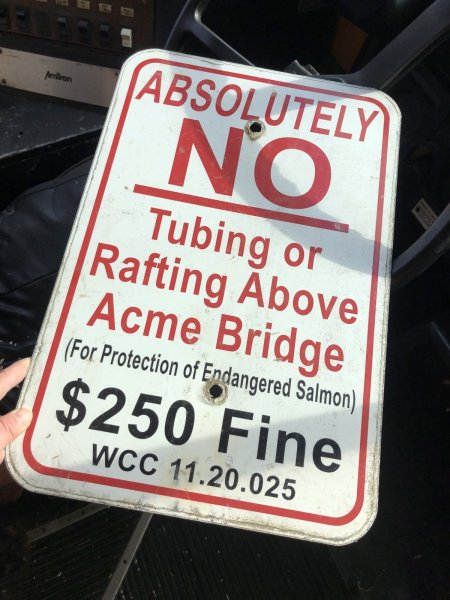 AmTran
ABSOLUTELY
NO
Tubing or
Rafting Above
Acme Bridge
(For Protection of Endangered Salmon)
$250 Fine
WCC 11.20.025